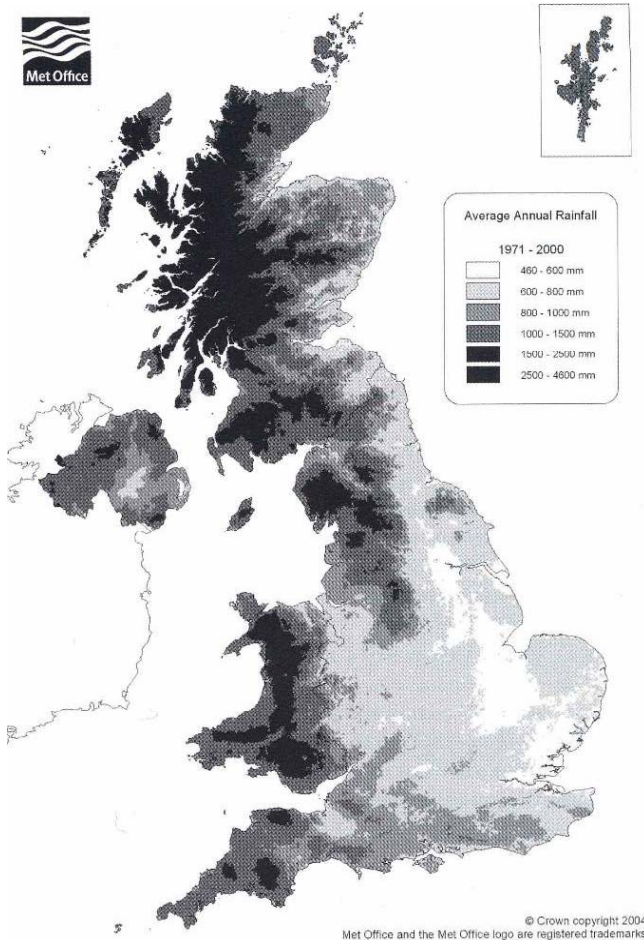 Met Office
Average Annual Rainfall
1971 - 2000
460 - 600 mm
600 - 800 mm
800 - 1000 mm
1000 - 1500 mm
1500 - 2500 mm
2500 - 4600 mm
© Crown copyright 2004
Met Office and the Met Office logo are registered trademarks